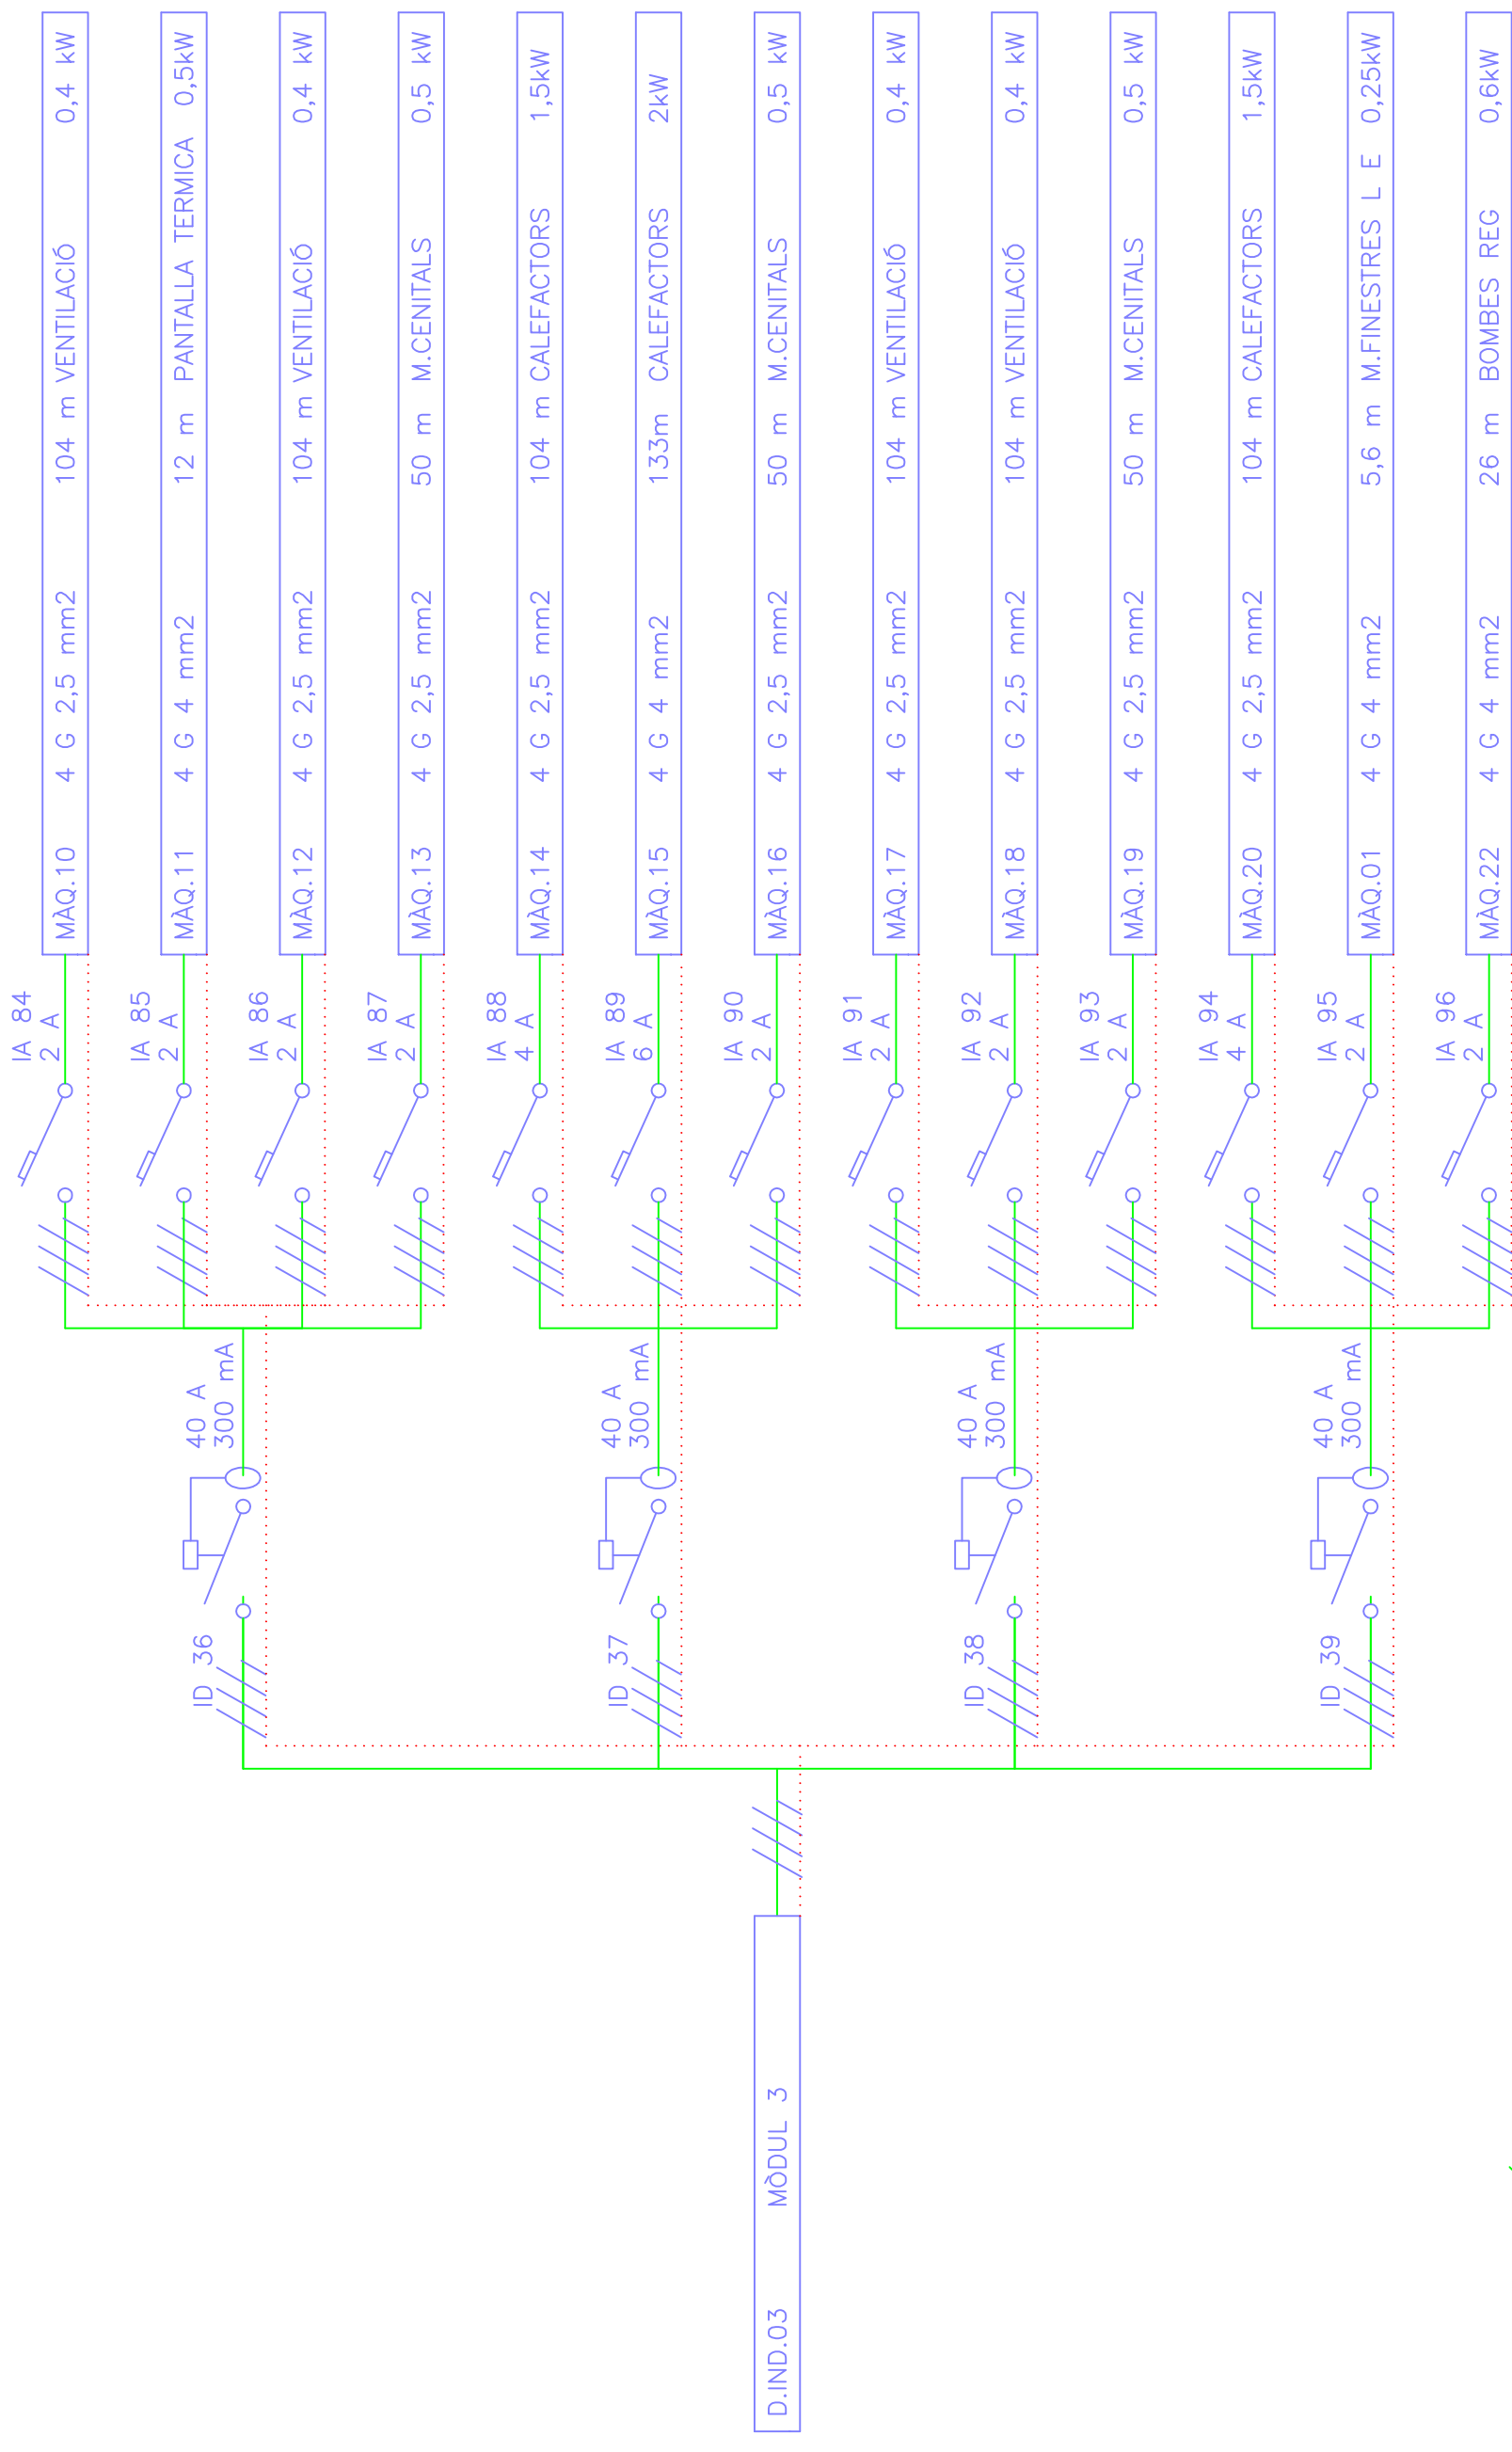 MÀQ.10 4 G 2,5 mm2 104 m m VENTILACIÓ 0,4 kW
MÀQ.11 4 G 4 mm2 12 m m PANTALLA TERMICA 0,5kW
MÀQ.12 4 G 2,5 mm2 104 m m VENTILACIÓ 0,4 kW
MÀQ.13 4 G 2,5 mm2 50 m m M.CENITALS 0,5 kW
MÀQ.14 4 G 2,5 mm2 104 m m CALEFACTORS 1,5kW
MÀQ.15 4 G 4 mm2 133m m CALEFACTORS 2kW
MÀQ.16 4 G 2,5 mm2 50 m m M.CENITALS 0,5 kW
MÀQ.17 4 G 2,5 mm2 104 m m VENTILACIÓ 0,4 kW
MÀQ.18 4 G 2,5 mm2 104 m m VENTILACIÓ 0,4 kW
MÀQ.19 4 G 2,5 mm2 50 m m M.CENITALS 0,5 kW
MÀQ.20 4 G 2,5 mm2 104 m m CALEFACTORS 1,5kW
MÀQ.01 4 G 4 mm2 5,6 m m M.FINESTRES L E 0,25kW
MÀQ.22 4 G 4 mm2 26 m m BOMBES REG 0,6kW
IA 84
2 A
IA 85
2 A
IA 86
2 A
IA 87
2 A
IA 88
4 A
IA 89
6 A
IA 90
2 A
IA 91
2 A
IA 92
2 A
IA 93
2 A
IA 94
4 A
IA 95
2 A
IA 96
2 A
40 A
300 mA
40 A
300 mA
40 A
300 mA
40 A
300 mA
ID 36
ID 37
ID 38
ID 39
D.IND.03 MÒDUL 3